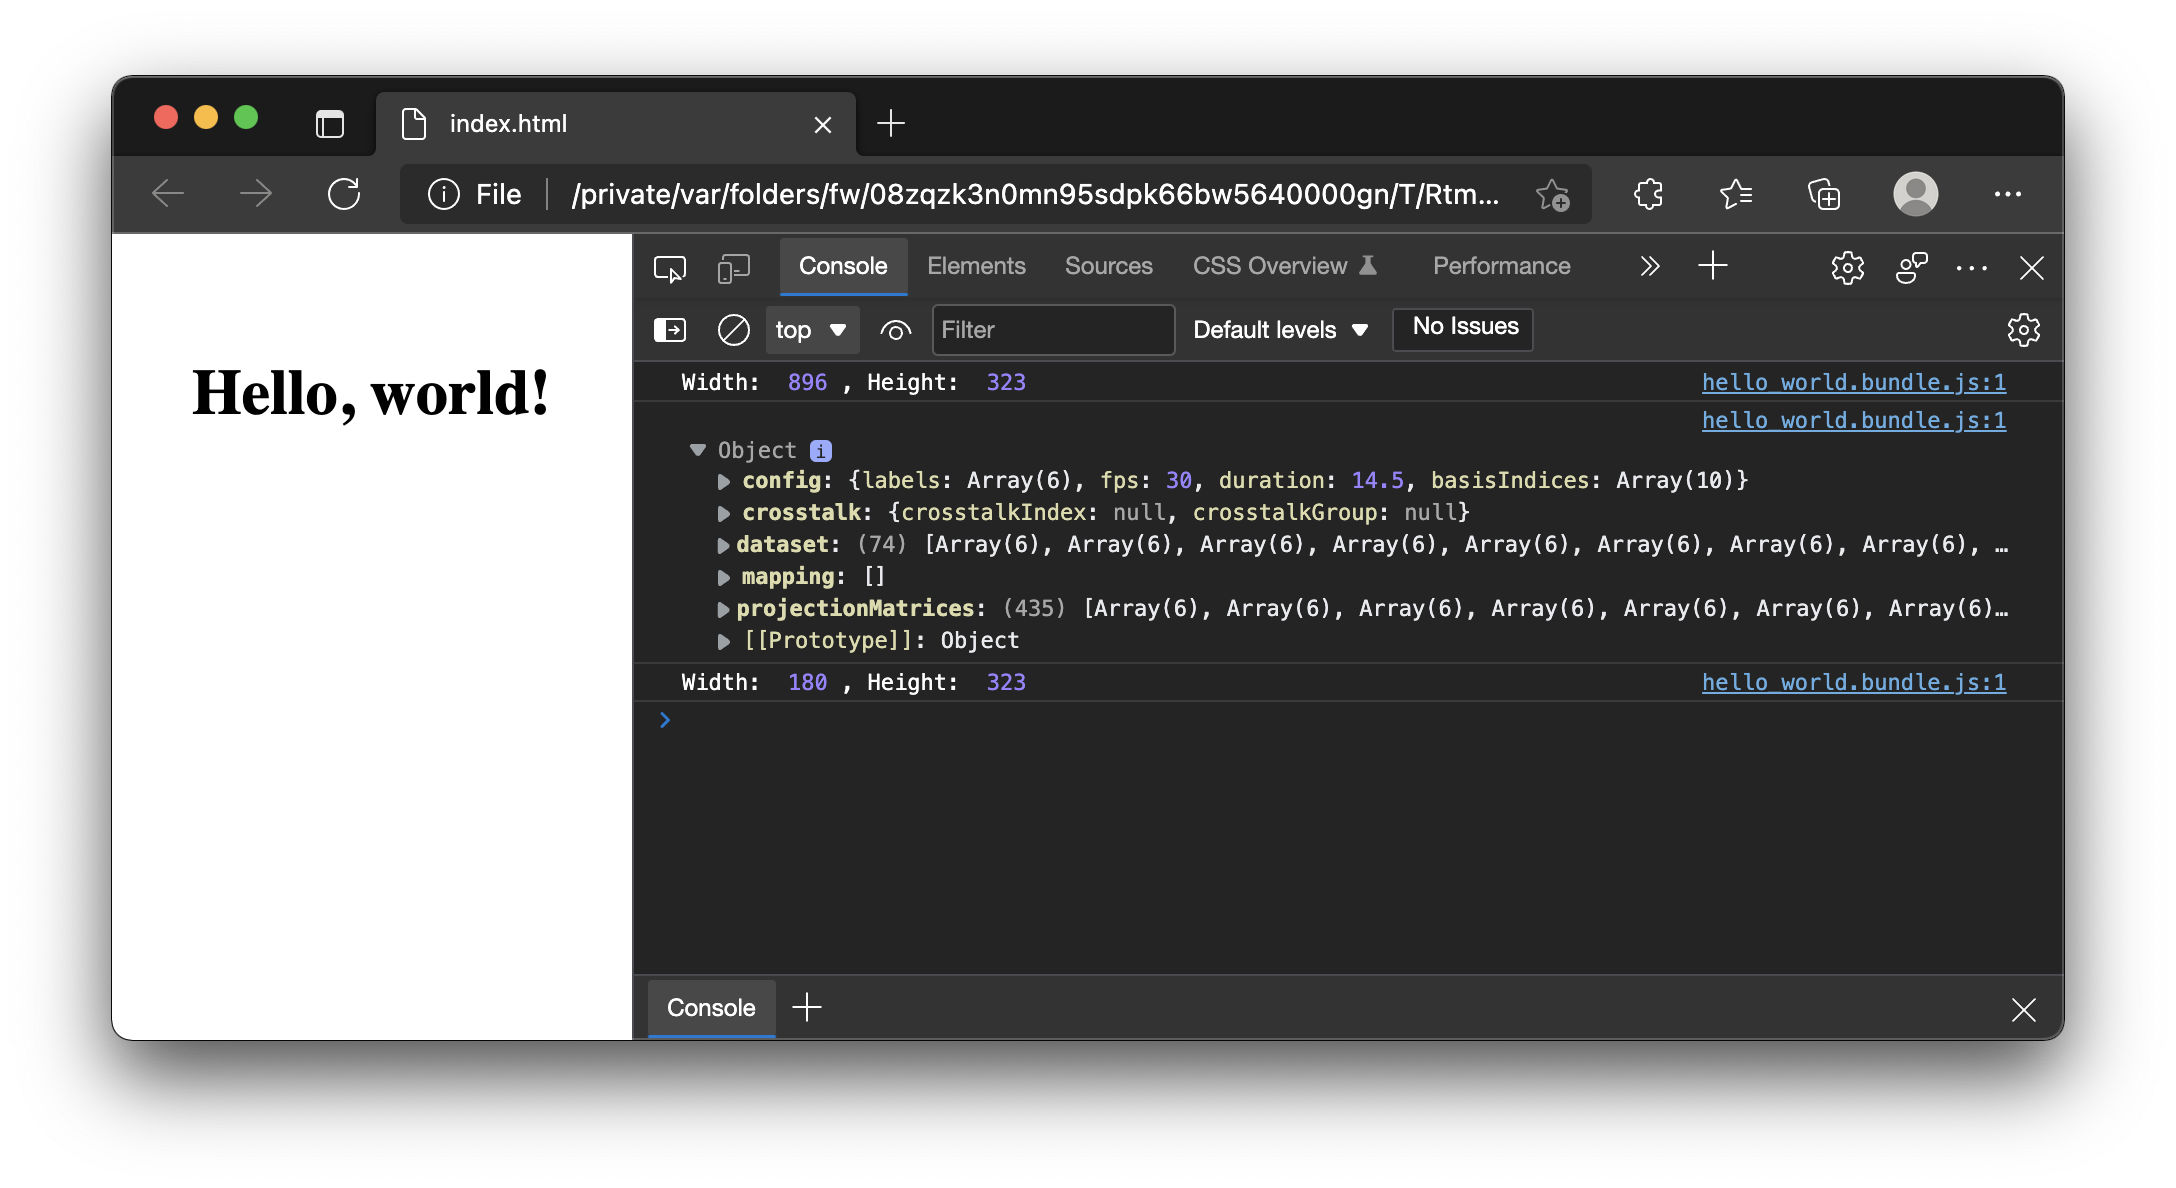 index.html
File /private/var/folders/fw/08zqzk3n0mn95sdpk66bw5640000gn/T/Rtm...
Hello, world!
Console Elements Sources CSS Overview Performance
top Filter Default levels No Issues
Width: 896 , Height: 323 hello_world.bundle.js:1
hello_world.bundle.js:1
Object i
config: {labels: Array(6), fps: 30, duration: 14.5, basisIndices: Array(10)}
crosstalk: {crosstalkIndex: null, crosstalkGroup: null}
dataset: (74) [Array(6), Array(6), Array(6), Array(6), Array(6), Array(6), Array(6), Array(6), …
mapping: []
projectionMatrices: (435) [Array(6), Array(6), Array(6), Array(6), Array(6), Array(6), Array(6)…
[[Prototype]]: Object
Width: 180 , Height: 323 hello_world.bundle.js:1
Console